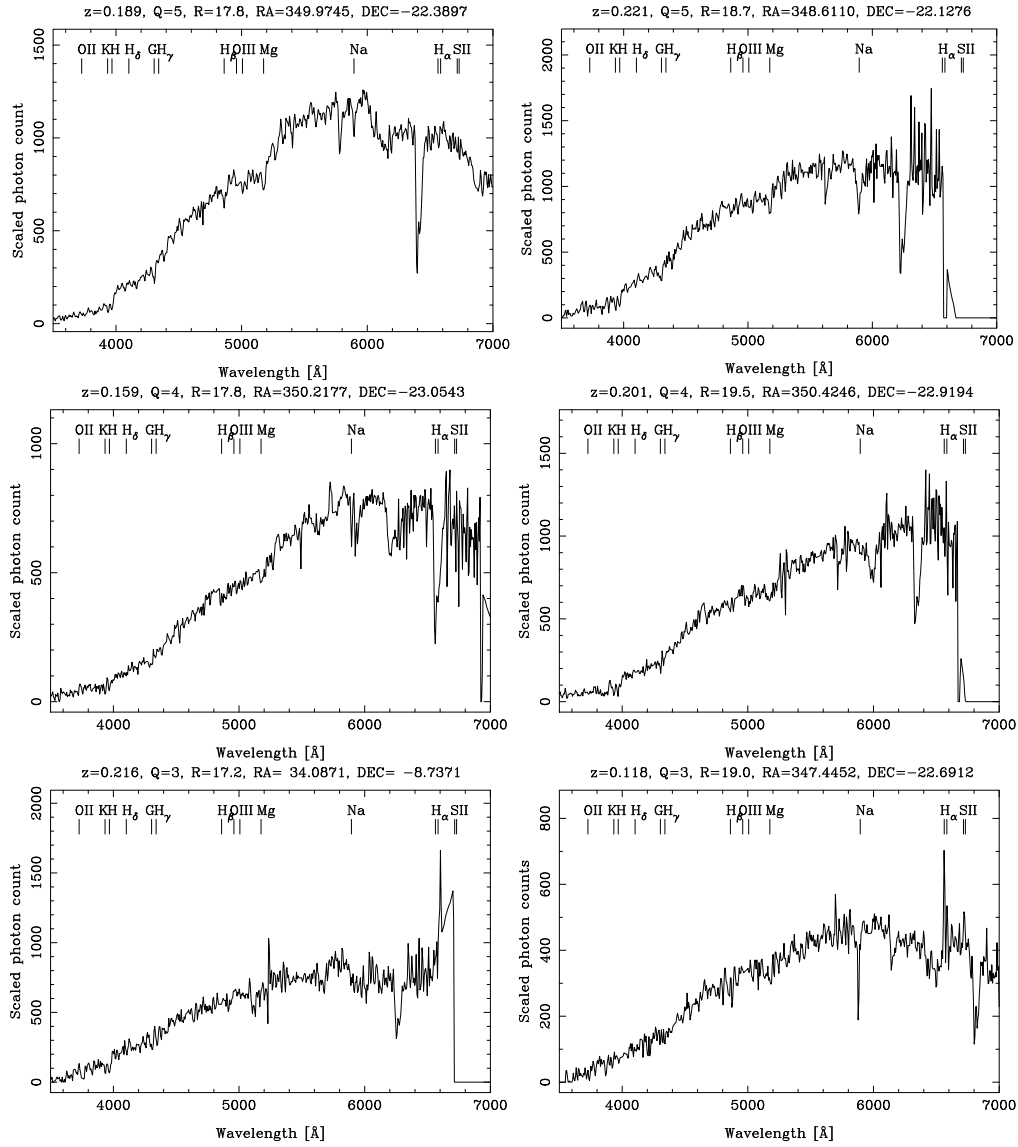 z=0.189, Q=5, R=17.8, RA=349.9745, DEC=−22.3897
OII KH Hδ GHγ Hβ OIII Mg Na Hα SII
Scaled photon count
0 500 1000 1500
4000 5000 6000 7000
Wavelength [Å]
z=0.221, Q=5, R=18.7, RA=348.6110, DEC=−22.1276
OII KH Hδ GHγ Hβ OIII Mg Na Hα SII
Scaled photon count
0 500 1000 1500 2000
4000 5000 6000 7000
Wavelength [Å]
z=0.159, Q=4, R=17.8, RA=350.2177, DEC=−23.0543
OII KH Hδ GHγ Hβ OIII Mg Na Hα SII
Scaled photon count
0 500 1000
4000 5000 6000 7000
Wavelength [Å]
z=0.201, Q=4, R=19.5, RA=350.4246, DEC=−22.9194
OII KH Hδ GHγ Hβ OIII Mg Na Hα SII
Scaled photon count
0 500 1000 1500
4000 5000 6000 7000
Wavelength [Å]
z=0.216, Q=3, R=17.2, RA= 34.0871, DEC= −8.7371
OII KH Hδ GHγ Hβ OIII Mg Na Hα SII
Scaled photon count
0 500 1000 1500 2000
4000 5000 6000 7000
Wavelength [Å]
z=0.118, Q=3, R=19.0, RA=347.4452, DEC=−22.6912
OII KH Hδ GHγ Hβ OIII Mg Na Hα SII
Scaled photon counts
0 200 400 600 800
4000 5000 6000 7000
Wavelength [Å]